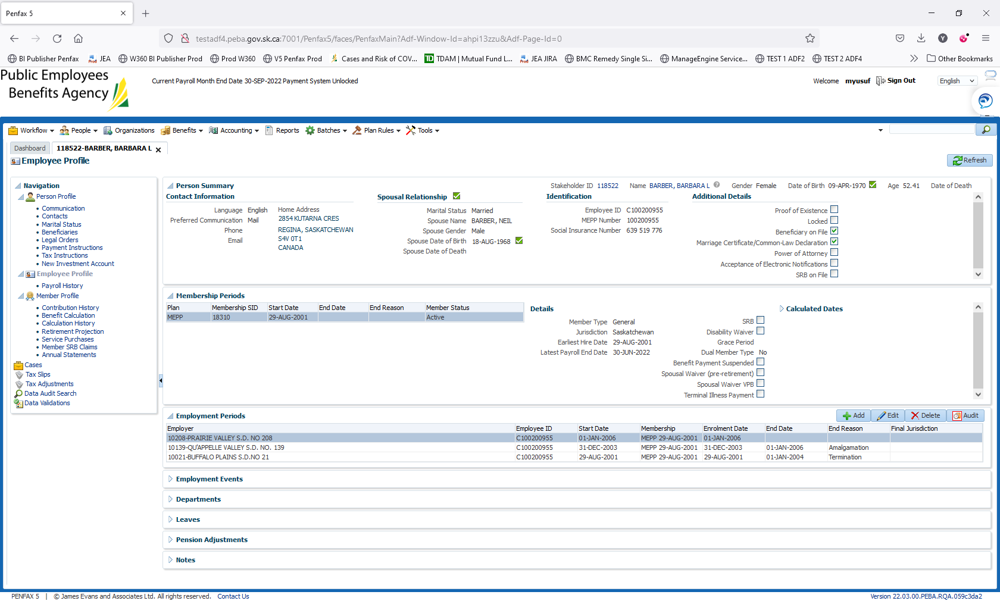 Penfax 5
testadf4.peba.gov.sk.ca:7001/Penfax5/faces/PenfaxMain?Adf-Window-Id=ahpi13zzu&Adf-Page-Id=0
BI Publisher Penfax JEA W360 BI Publisher Prod Prod W360 V5 Penfax Prod Cases and Risk of COV... TDAM | Mutual Fund L... JEA JIRA BMC Remedy Single Si... ManageEngine Service... TEST 1 ADF2 TEST 2 ADF4 Other Bookmarks
Public Employees
Benefits Agency
Current Payroll Month End Date 30-SEP-2022 Payment System Unlocked
Welcome myusuf Sign Out English
Workflow People Organizations Benefits Accounting Reports Batches Plan Rules Tools
Dashboard 118522-BARBER, BARBARA L
Employee Profile
Refresh
Navigation
Person Profile
Communication
Contacts
Marital Status
Beneficiaries
Legal Orders
Payment Instructions
Tax Instructions
New Investment Account
Employee Profile
Payroll History
Member Profile
Contribution History
Benefit Calculation
Calculation History
Retirement Projection
Service Purchases
Member SRB Claims
Annual Statements
Cases
Tax Slips
Tax Adjustments
Data Audit Search
Data Validations
Person Summary
Stakeholder ID 118522 Name BARBER, BARBARA L Gender Female Date of Birth 09-APR-1970 Age 52.41 Date of Death
Contact Information
Language English
Preferred Communication Mail
Phone
Email
Home Address
2854 KUTARNA CRES
REGINA, SASKATCHEWAN
S4V 0T1
CANADA
Spousal Relationship
Marital Status Married
Spouse Name BARBER, NEIL
Spouse Gender Male
Spouse Date of Birth 18-AUG-1968
Spouse Date of Death
Identification
Employee ID C100200955
MEPP Number 100200955
Social Insurance Number 639 519 776
Additional Details
Proof of Existence
Locked
Beneficiary on File
Marriage Certificate/Common-Law Declaration
Power of Attorney
Acceptance of Electronic Notifications
SRB on File
Membership Periods
Plan Membership SID Start Date End Date End Reason Member Status
MEPP 18310 29-AUG-2001 Active
Details
Member Type General
Jurisdiction Saskatchewan
Earliest Hire Date 29-AUG-2001
Latest Payroll End Date 30-JUN-2022
SRB
Disability Waiver
Grace Period
Dual Member Type No
Benefit Payment Suspended
Spousal Waiver (pre-retirement)
Spousal Waiver VPB
Terminal Illness Payment
Calculated Dates
Employment Periods
Add Edit Delete Audit
Employer Employee ID Start Date Membership Enrolment Date End Date End Reason Final Jurisdiction
10208-PRAIRIE VALLEY S.D. NO 208 C100200955 01-JAN-2006 MEPP 29-AUG-2001 01-JAN-2006
10139-QU'APPELLE VALLEY S.D. NO. 139 C100200955 31-DEC-2003 MEPP 29-AUG-2001 31-DEC-2003 01-JAN-2006 Amalgamation
10021-BUFFALO PLAINS S.D.NO 21 C100200955 29-AUG-2001 MEPP 29-AUG-2001 29-AUG-2001 01-JAN-2004 Termination
Employment Events
Departments
Leaves
Pension Adjustments
Notes
PENFAX 5 | © James Evans and Associates Ltd. All rights reserved. Contact Us
Version 22.03.00.PEBA.RQA.059c3da2